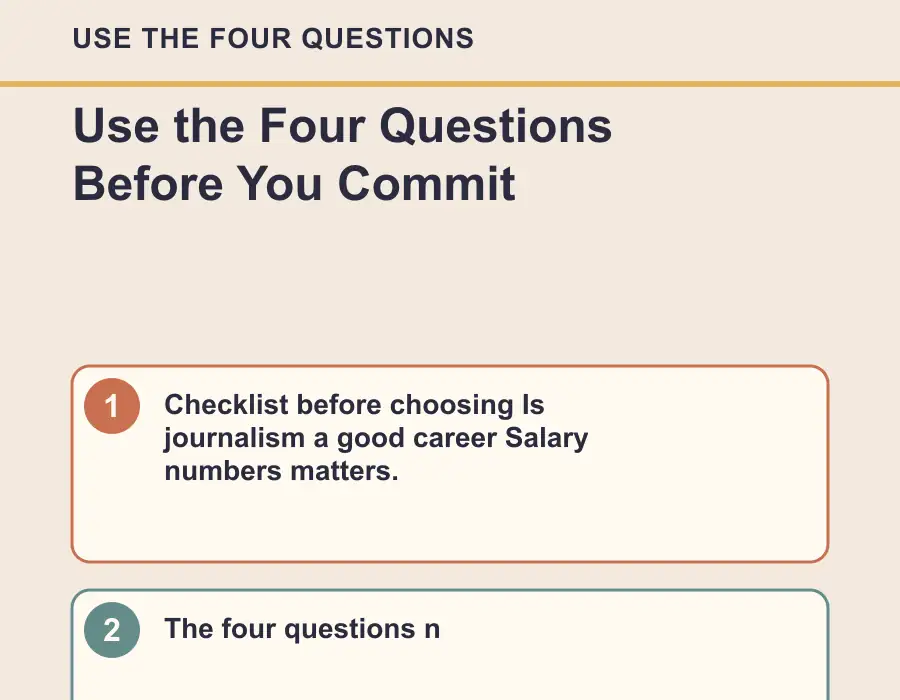 USE THE FOUR QUESTIONS
Use the Four Questions
Before You Commit
1
Checklist before choosing Is
journalism a good career Salary
numbers matters.
2
The four questions n